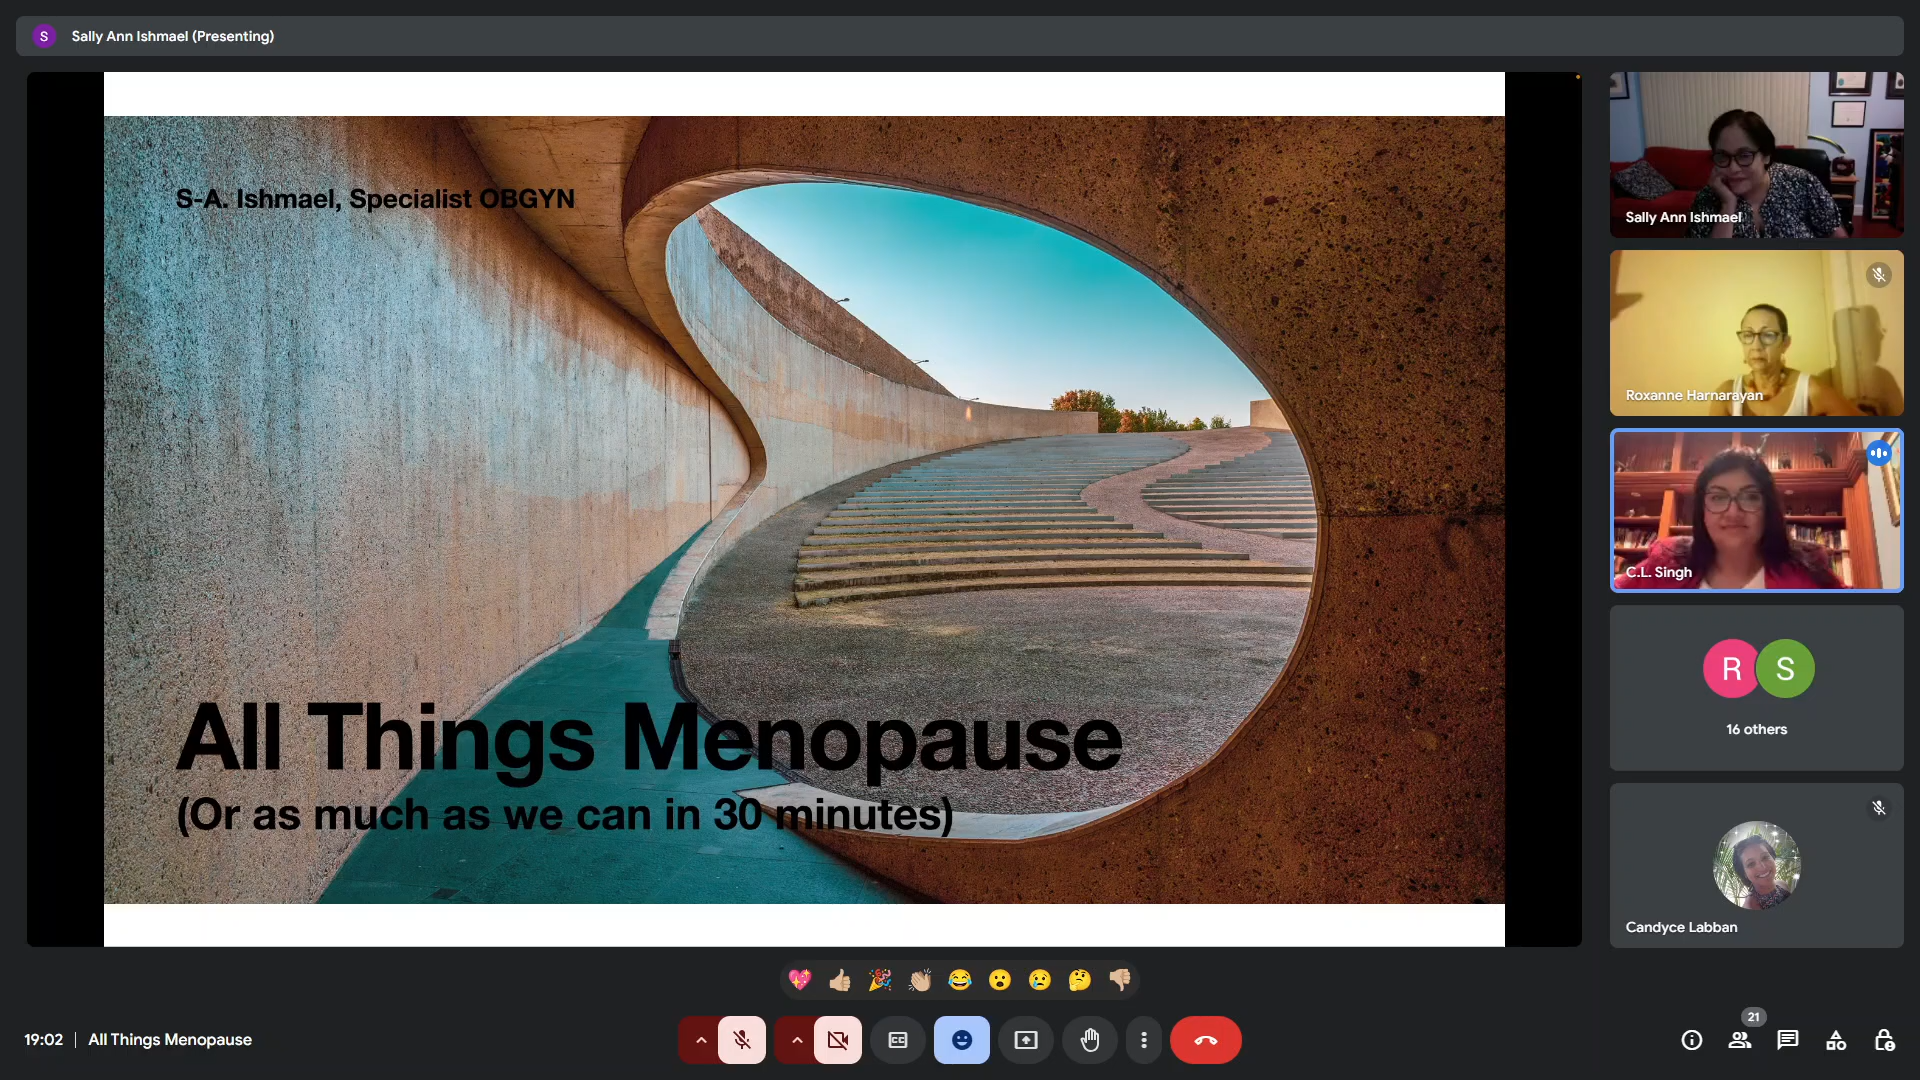 S
Sally Ann Ishmael (Presenting)
S-A. Ishmael, Specialist OBGYN
All Things Menopause
(Or as much as we can in 30 minutes)
Sally Ann Ishmael
Roxanne Harnarayan
C.L. Singh
R
S
16 others
Candyce Labban
19:02
All Things Menopause
CC
21